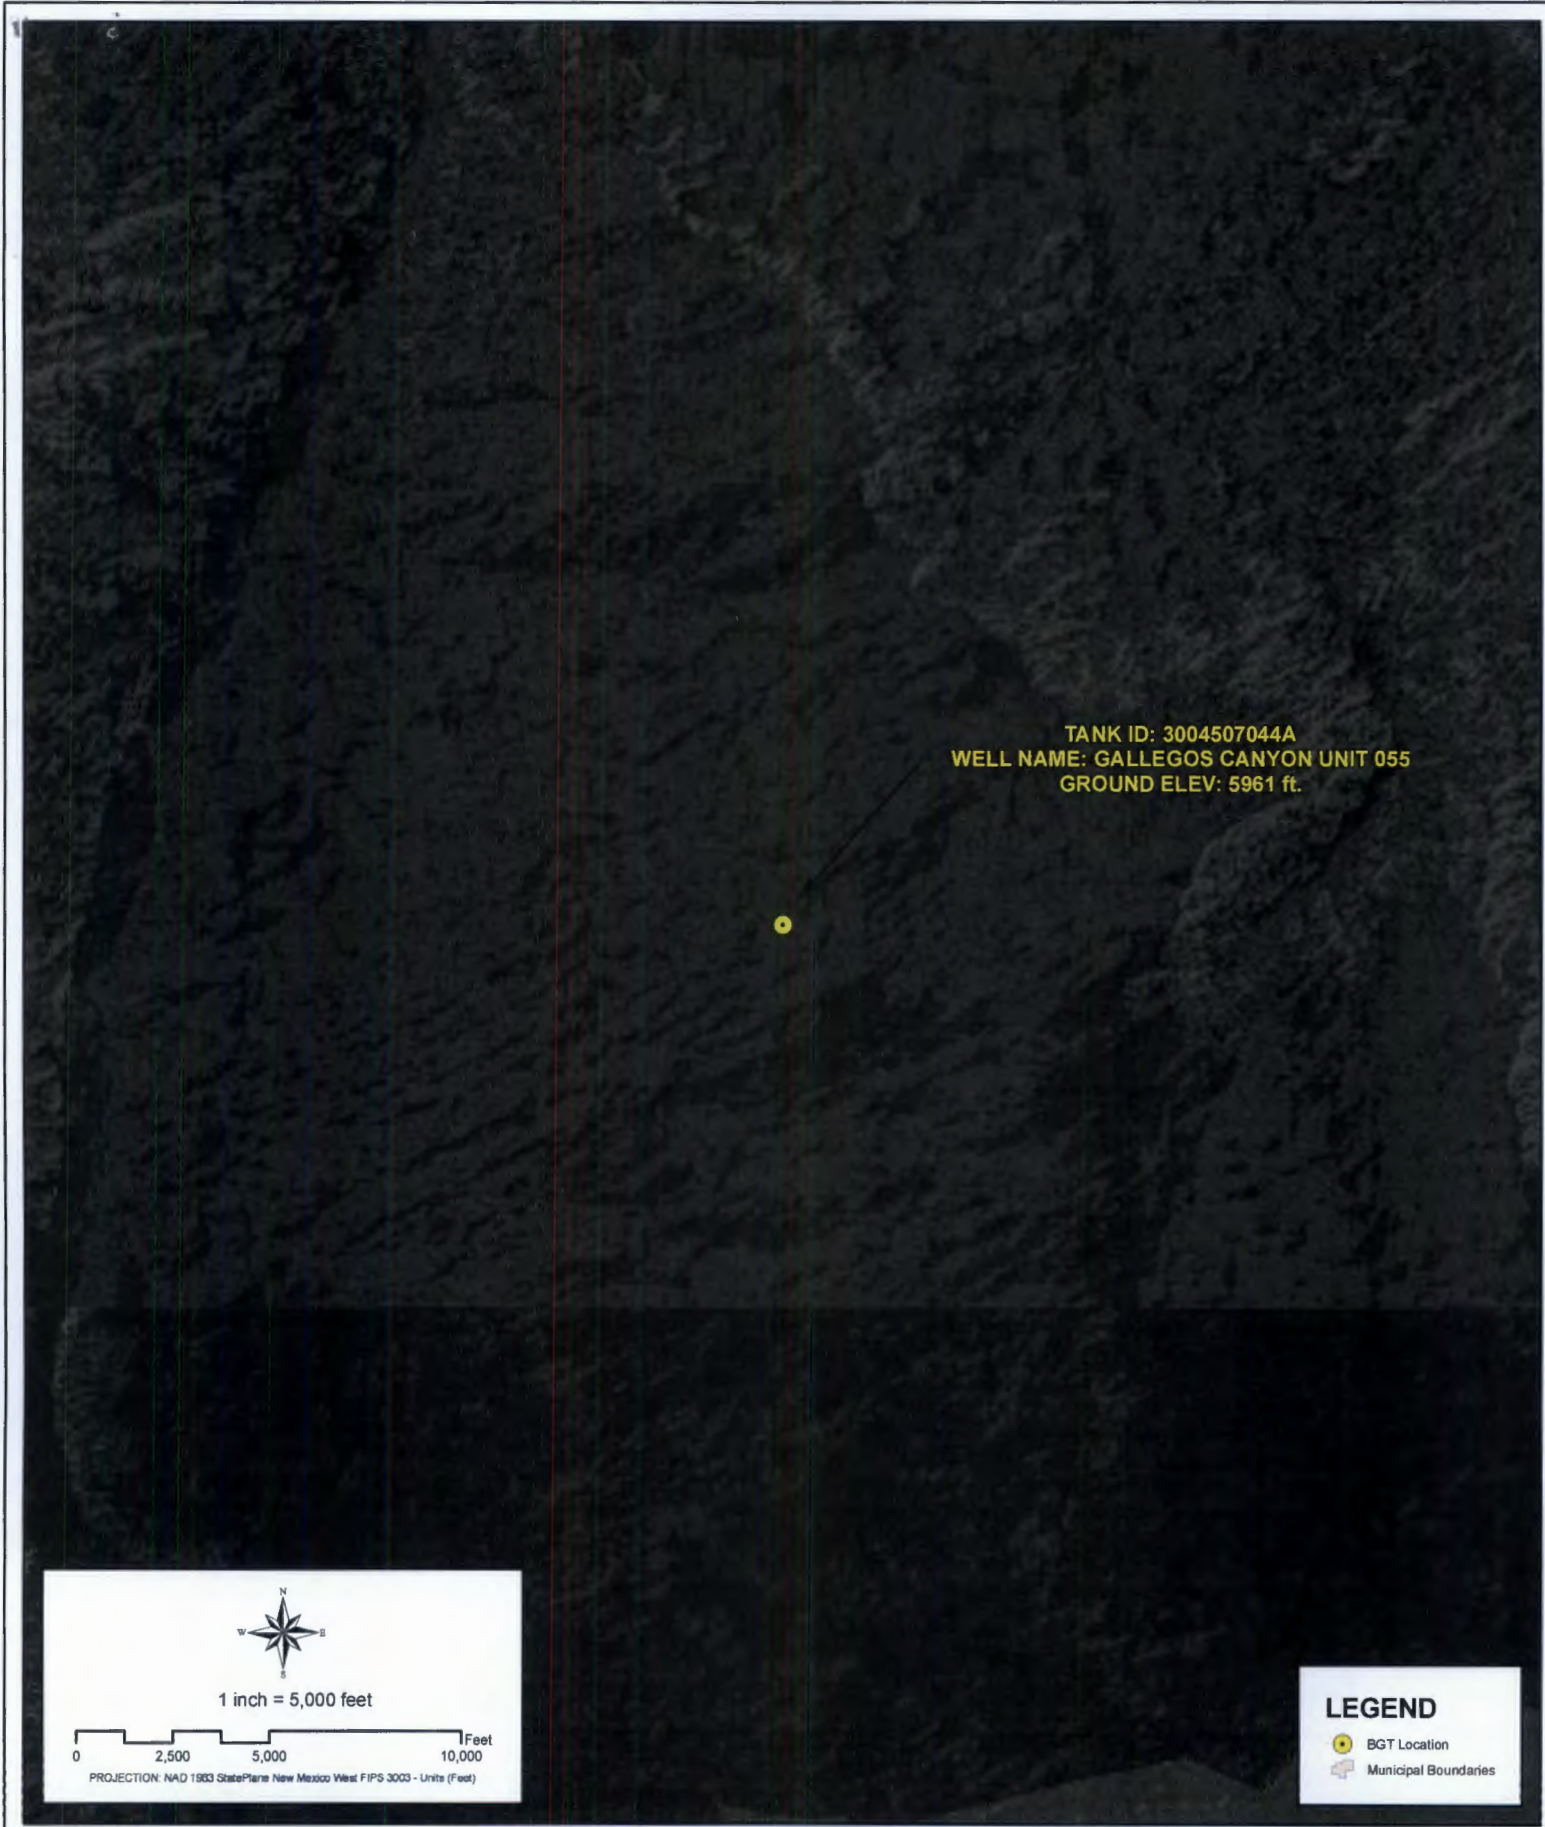 TANK ID: 3004507044A
WELL NAME: GALLEGOS CANYON UNIT 055
GROUND ELEV: 5961 ft.
N
W E
S
1 inch = 5,000 feet
Feet
0 2,500 5,000 10,000
PROJECTION: NAD 1983 StatePlane New Mexico West FIPS 3003 - Units (Feet)
LEGEND
BGT Location
Municipal Boundaries